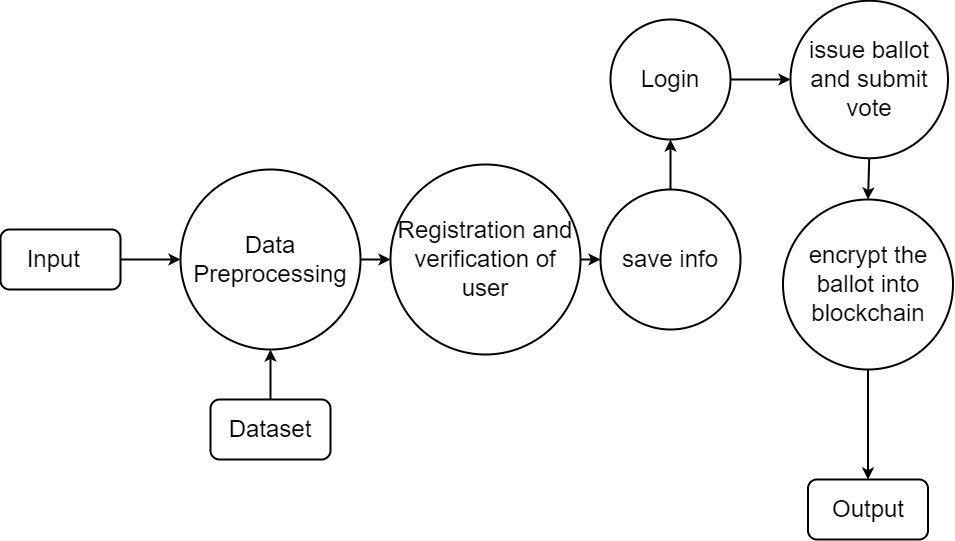 Input
Data
Preprocessing
Dataset
Registration and
verification of
user
save info
Login
issue ballot
and submit
vote
encrypt the
ballot into
blockchain
Output